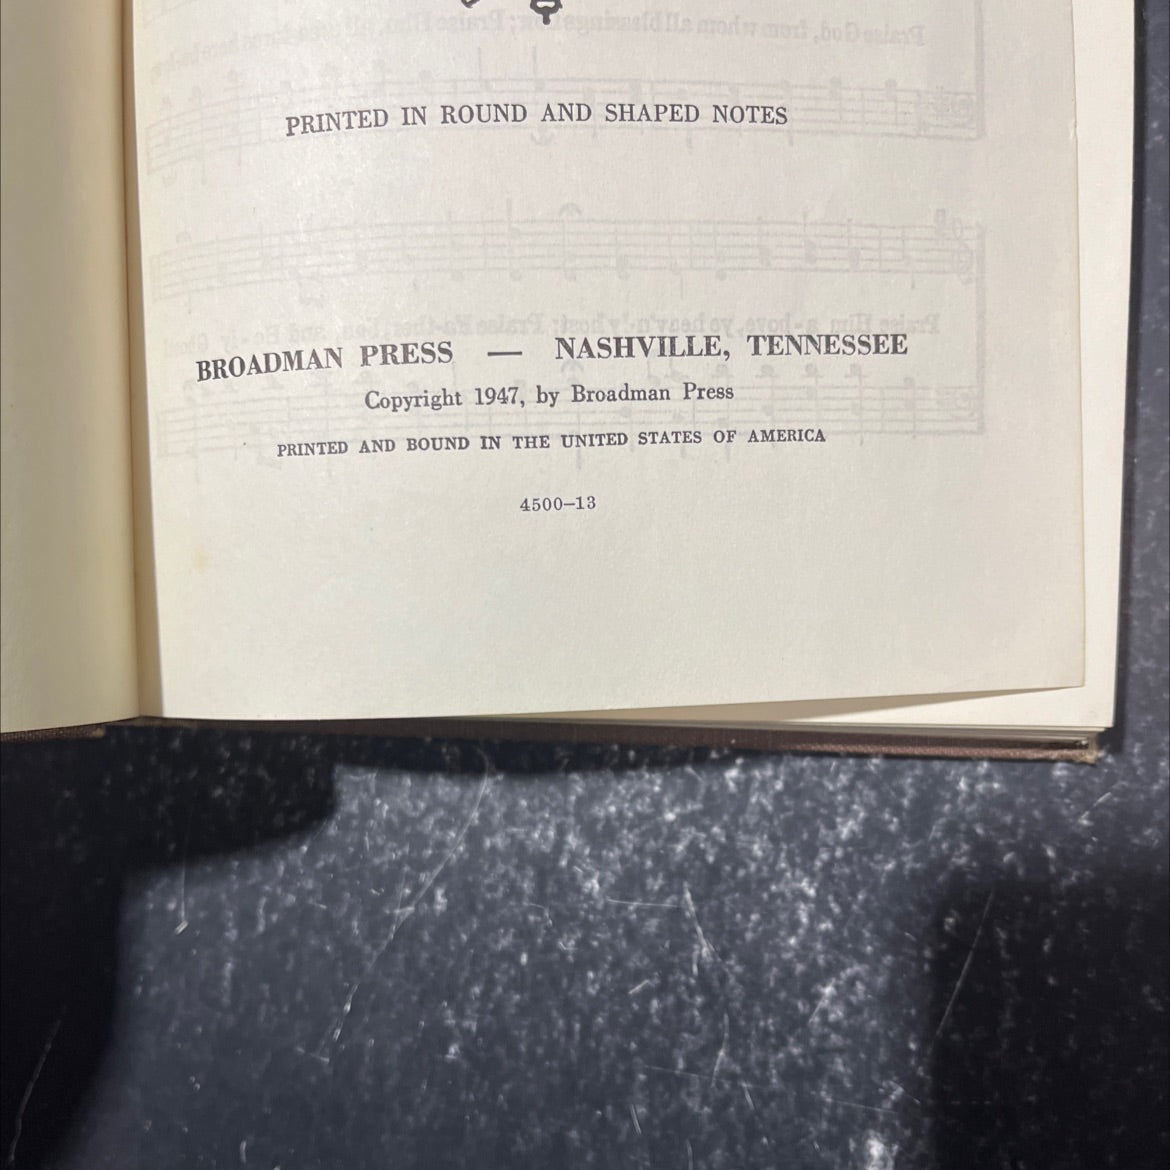 PRINTED IN ROUND AND SHAPED NOTES
BROADMAN PRESS — NASHVILLE, TENNESSEE
Copyright 1947, by Broadman Press
PRINTED AND BOUND IN THE UNITED STATES OF AMERICA
4500–13